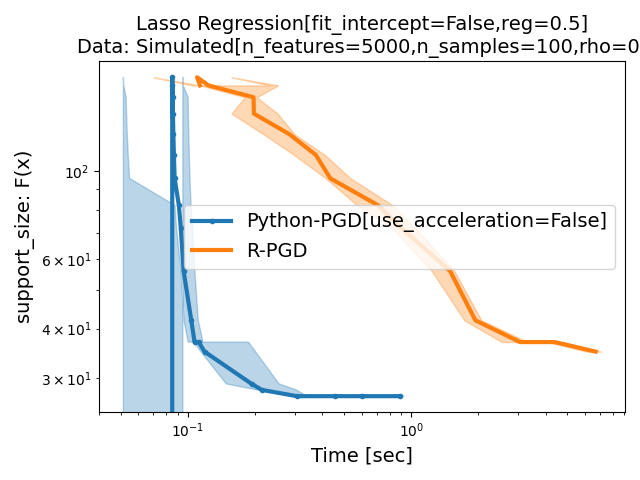 Lasso Regression[fit_intercept=False,reg=0.5]
Data: Simulated[n_features=5000,n_samples=100,rho=0
support_size: F(x)
10²
6 × 10¹
4 × 10¹
3 × 10¹
Python-PGD[use_acceleration=False]
R-PGD
10⁻¹
10⁰
Time [sec]